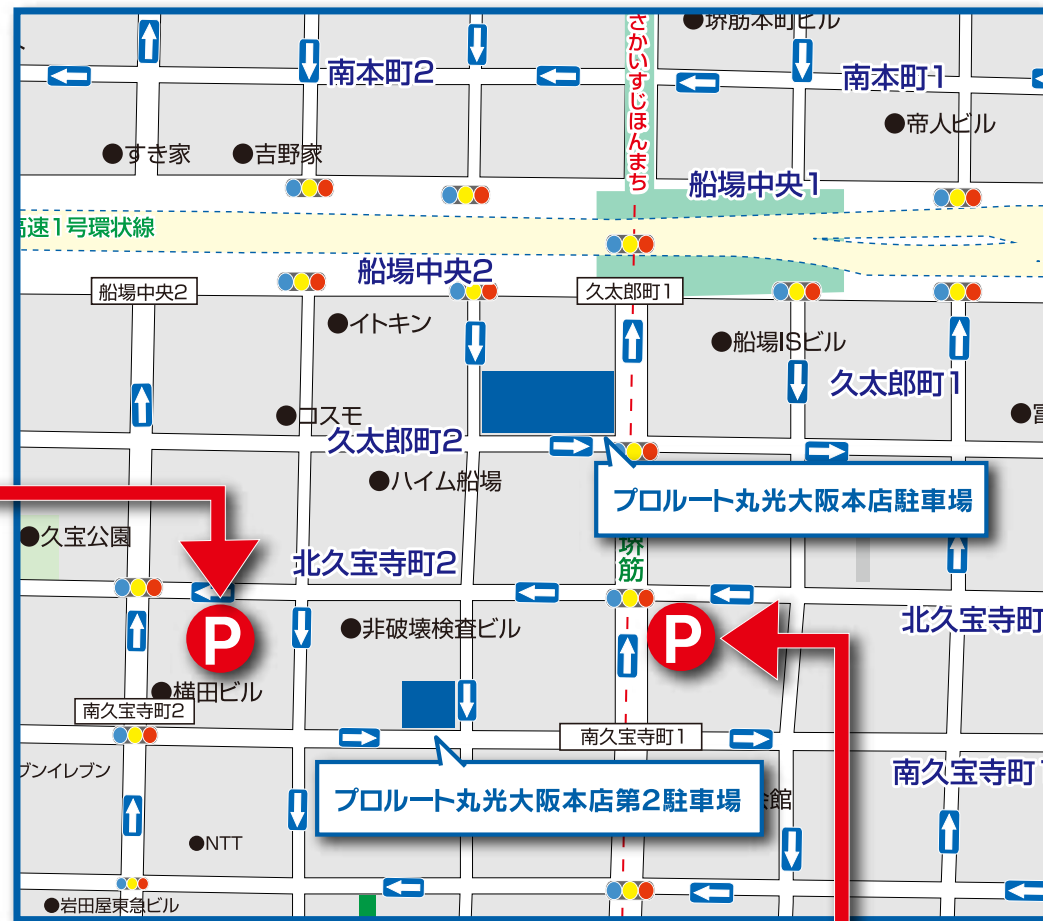 さかいすじほんまち
●堺筋本町ビル
南本町2
南本町1
●帝人ビル
●すき家
●吉野家
船場中央1
高速1号環状線
船場中央2
船場中央2
久太郎町1
●イトキン
●船場ISビル
久太郎町1
●コスモ
●富
久太郎町2
●ハイム船場
プロルート丸光大阪本店駐車場
●久宝公園
堺筋
北久宝寺町2
P
P
●非破壊検査ビル
北久宝寺町
●横田ビル
南久宝寺町2
南久宝寺町1
ブンイレブン
南久宝寺町1
プロルート丸光大阪本店第2駐車場
会館
●NTT
●岩田屋東急ビル